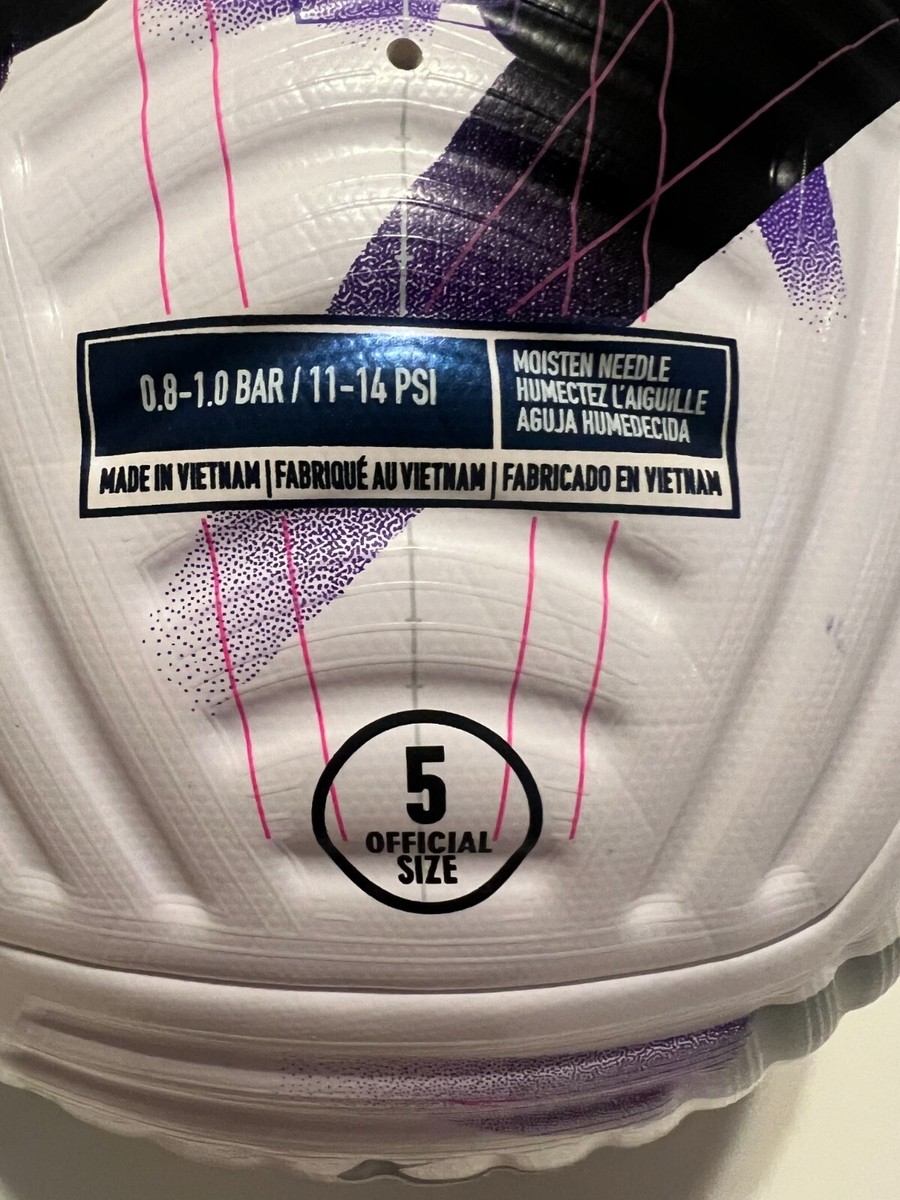 0.8-1.0 BAR / 11-14 PSI
MOISTEN NEEDLE
HUMECTEZ L'AIGUILLE
AGUJA HUMEDECIDA
MADE IN VIETNAM | FABRIQUÉ AU VIETNAM | FABRICADO EN VIETNAM
5
OFFICIAL
SIZE